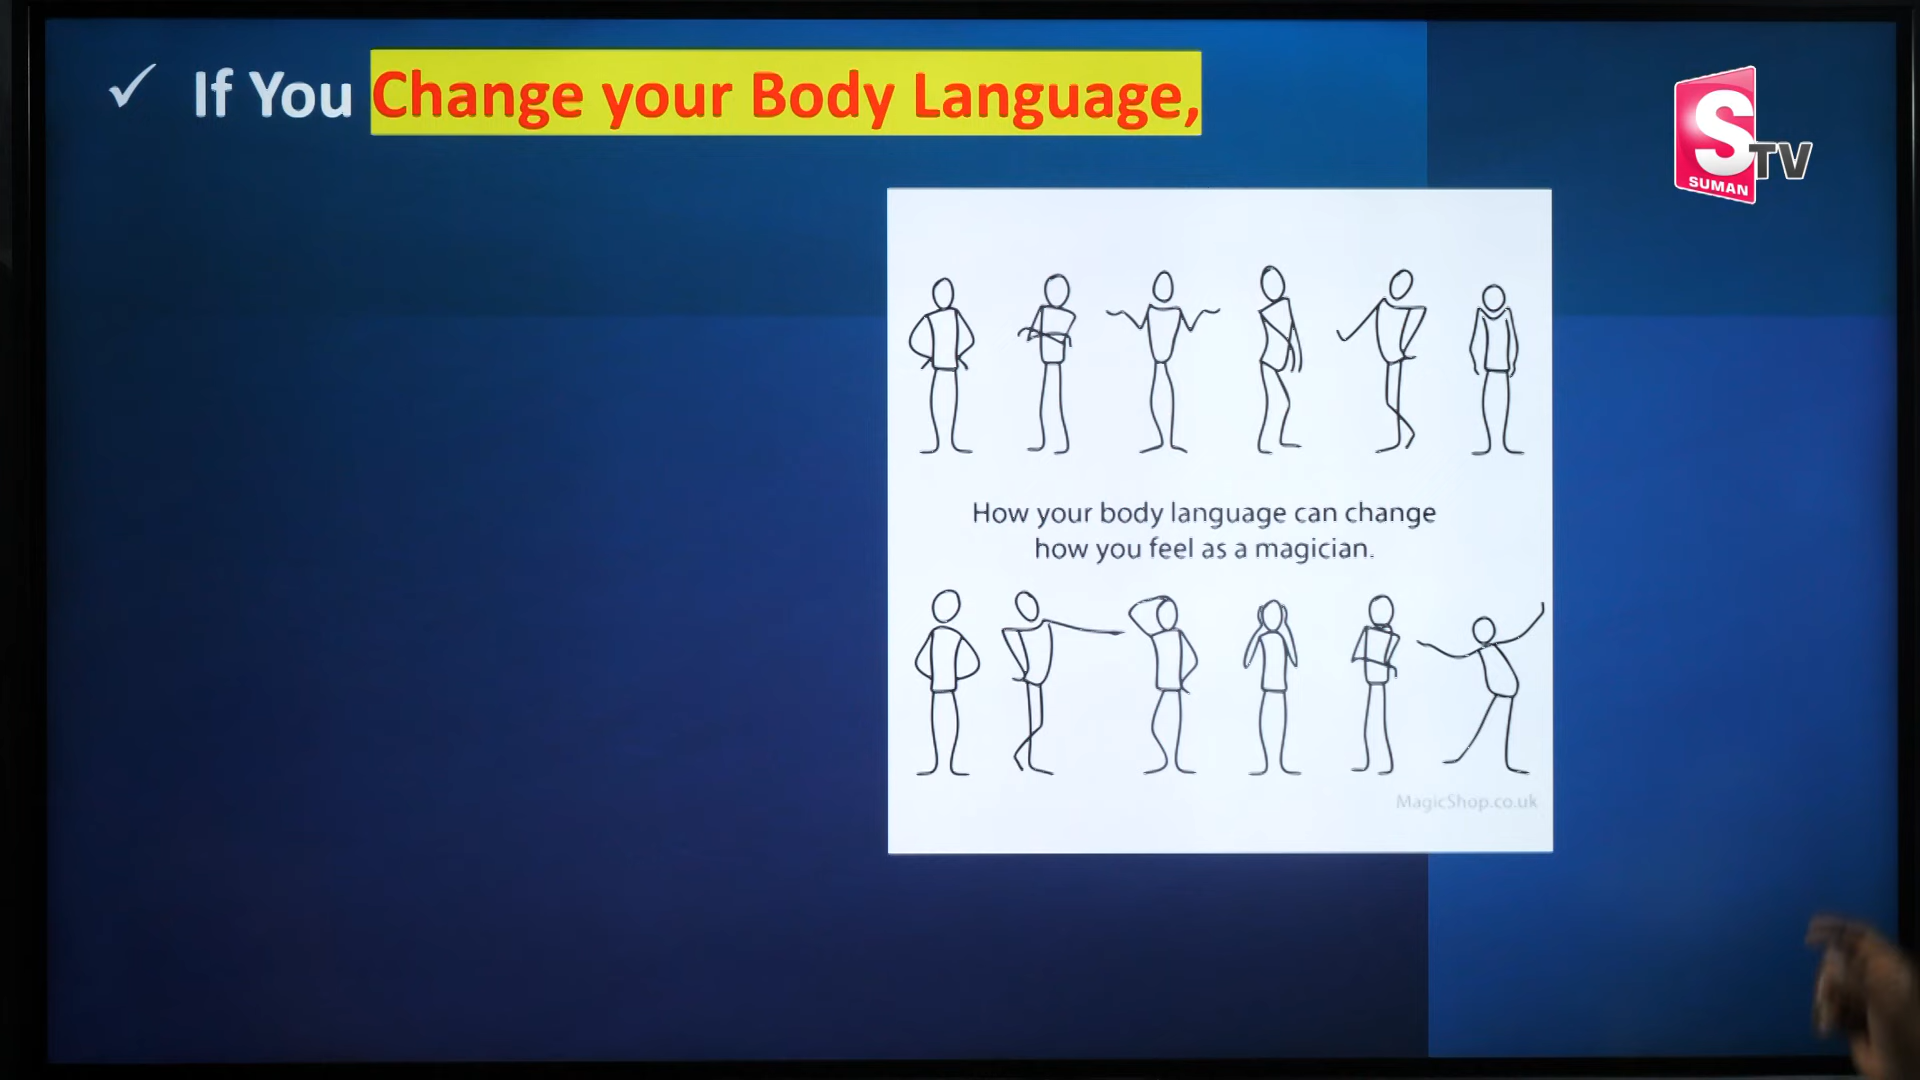 ✓ If You Change your Body Language,
S TV
SUMAN
How your body language can change
how you feel as a magician.
MagicShop.co.uk